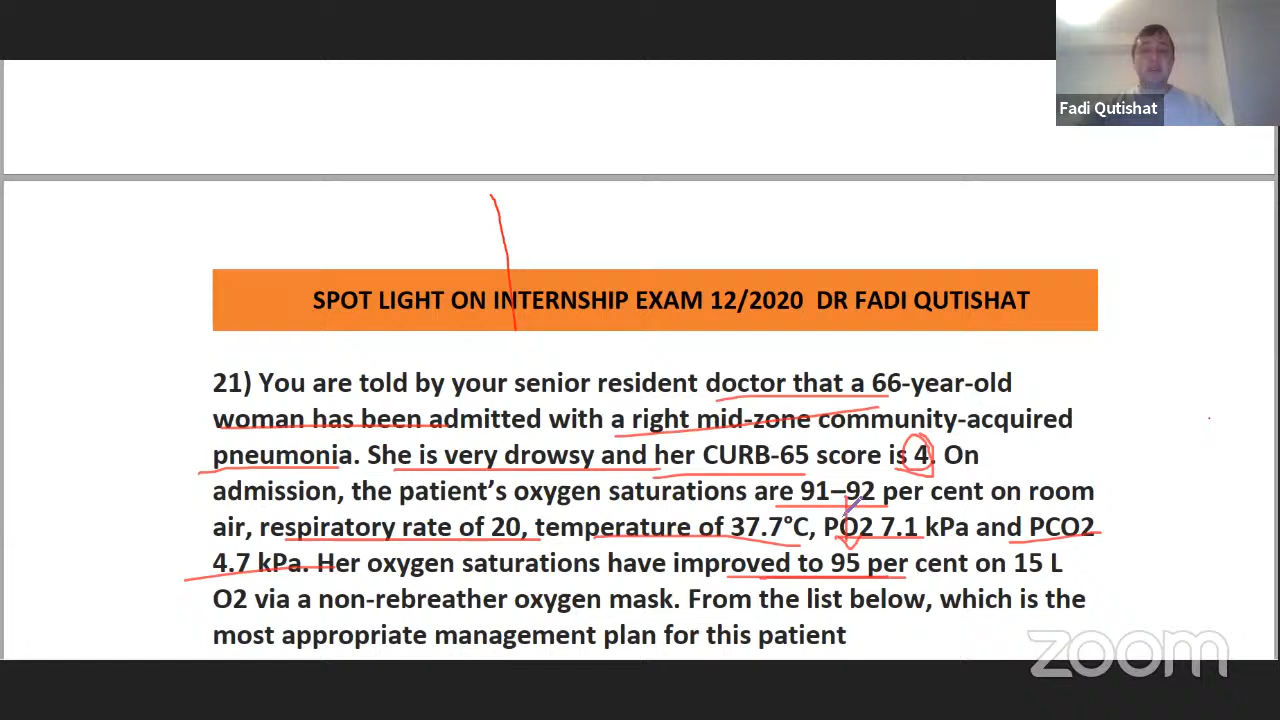 Fadi Qutishat
SPOT LIGHT ON INTERNSHIP EXAM 12/2020 DR FADI QUTISHAT
21) You are told by your senior resident doctor that a 66-year-old
woman has been admitted with a right mid-zone community-acquired
pneumonia. She is very drowsy and her CURB-65 score is 4. On
admission, the patient’s oxygen saturations are 91–92 per cent on room
air, respiratory rate of 20, temperature of 37.7°C, PO2 7.1 kPa and PCO2
4.7 kPa. Her oxygen saturations have improved to 95 per cent on 15 L
O2 via a non-rebreather oxygen mask. From the list below, which is the
most appropriate management plan for this patient
zoom